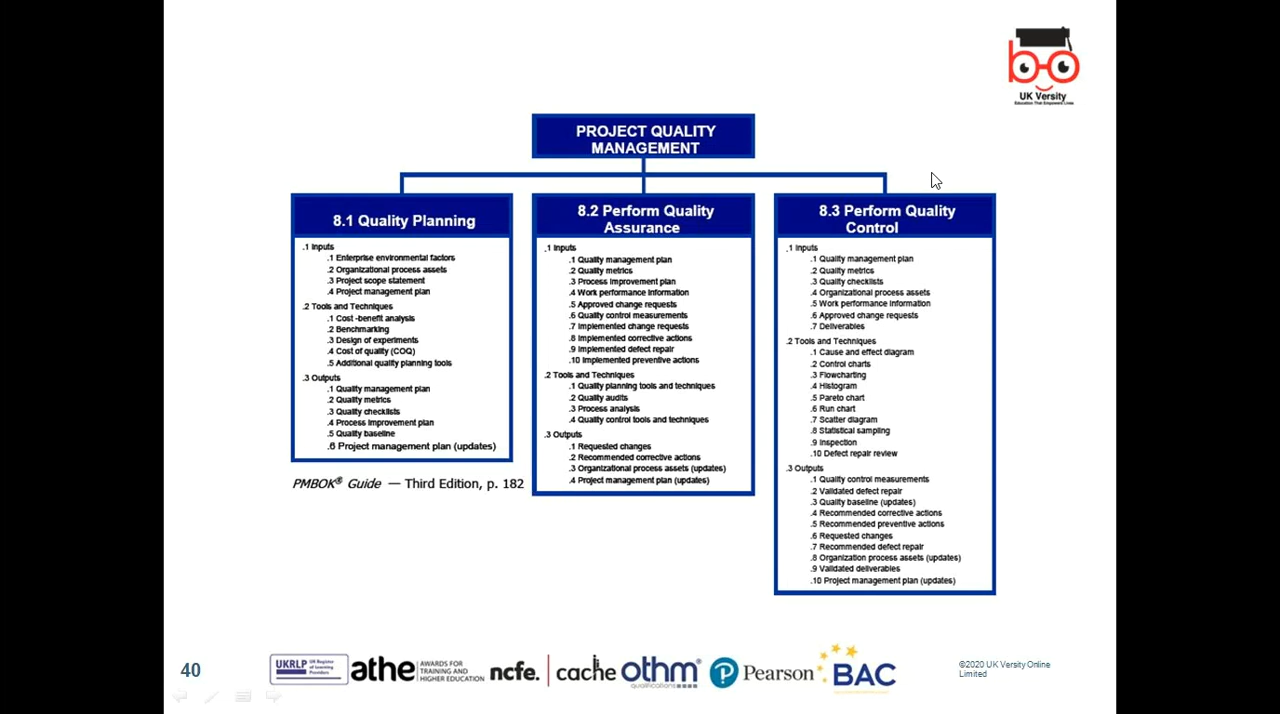 UK Versity
Education That Empowers Lives
PROJECT QUALITY
MANAGEMENT
8.1 Quality Planning
.1 Inputs
.1 Enterprise environmental factors
.2 Organizational process assets
.3 Project scope statement
.4 Project management plan
.2 Tools and Techniques
.1 Cost -benefit analysis
.2 Benchmarking
.3 Design of experiments
.4 Cost of quality (COQ)
.5 Additional quality planning tools
.3 Outputs
.1 Quality management plan
.2 Quality metrics
.3 Quality checklists
.4 Process improvement plan
.5 Quality baseline
.6 Project management plan (updates)
PMBOK® Guide — Third Edition, p. 182
8.2 Perform Quality
Assurance
.1 Inputs
.1 Quality management plan
.2 Quality metrics
.3 Process improvement plan
.4 Work performance information
.5 Approved change requests
.6 Quality control measurements
.7 Implemented change requests
.8 Implemented corrective actions
.9 Implemented defect repair
.10 Implemented preventive actions
.2 Tools and Techniques
.1 Quality planning tools and techniques
.2 Quality audits
.3 Process analysis
.4 Quality control tools and techniques
.3 Outputs
.1 Requested changes
.2 Recommended corrective actions
.3 Organizational process assets (updates)
.4 Project management plan (updates)
8.3 Perform Quality
Control
.1 Inputs
.1 Quality management plan
.2 Quality metrics
.3 Quality checklists
.4 Organizational process assets
.5 Work performance information
.6 Approved change requests
.7 Deliverables
.2 Tools and Techniques
.1 Cause and effect diagram
.2 Control charts
.3 Flowcharting
.4 Histogram
.5 Pareto chart
.6 Run chart
.7 Scatter diagram
.8 Statistical sampling
.9 Inspection
.10 Defect repair review
.3 Outputs
.1 Quality control measurements
.2 Validated defect repair
.3 Quality baseline (updates)
.4 Recommended corrective actions
.5 Recommended preventive actions
.6 Requested changes
.7 Recommended defect repair
.8 Organization process assets (updates)
.9 Validated deliverables
.10 Project management plan (updates)
40
UKRLP
UK Register
of Learning
Providers
athe
AWARDS FOR
TRAINING AND
HIGHER EDUCATION
ncfe.
cache
othm
qualifications
Pearson
BAC
©2020 UK Versity Online
Limited